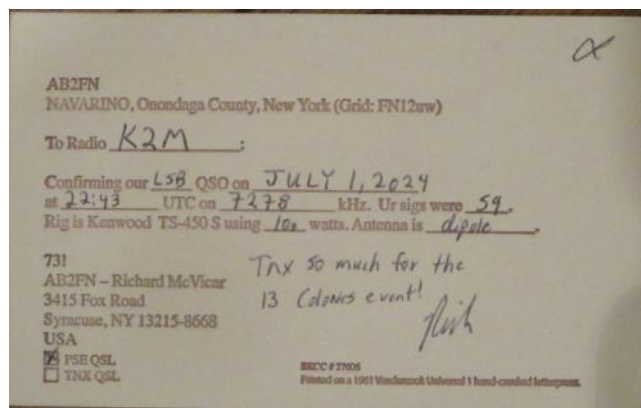 AB2FN
NAVARINO, Onondaga County, New York (Grid: FN12uw)
To Radio K2M :
Confirming our LSB QSO on JULY 1, 2024
at 22:43 UTC on 7278 kHz. Ur sigs were 59.
Rig is Kenwood TS-450 S using 100 watts. Antenna is dipole.
73!
AB2FN – Richard McVicar
3415 Fox Road
Syracuse, NY 13215-8668
USA
PSE QSL
TNX QSL
Tnx so much for the
13 Colonies event!
Rich
BKCC # 27606
Printed on a 1951 Vandercook Universal 1 hand-cranked letterpress.